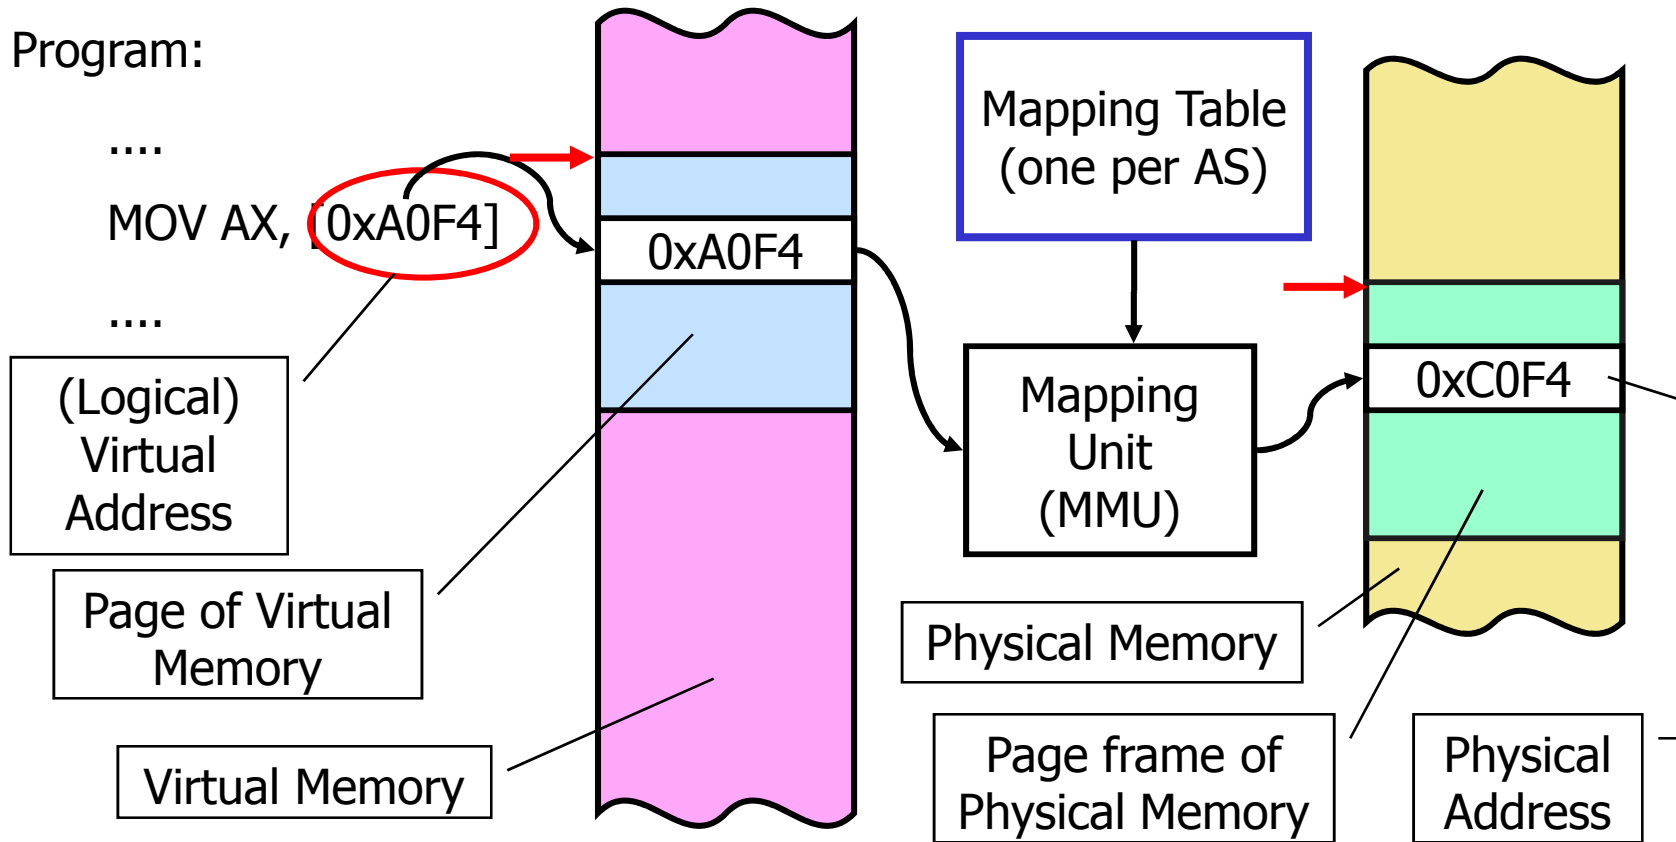 Program:
....
MOV AX, [0xA0F4]
....
(Logical)
Virtual
Address
Page of Virtual
Memory
Virtual Memory
0xA0F4
Mapping Table
(one per AS)
Mapping
Unit
(MMU)
0xC0F4
Physical Memory
Page frame of
Physical Memory
Physical
Address